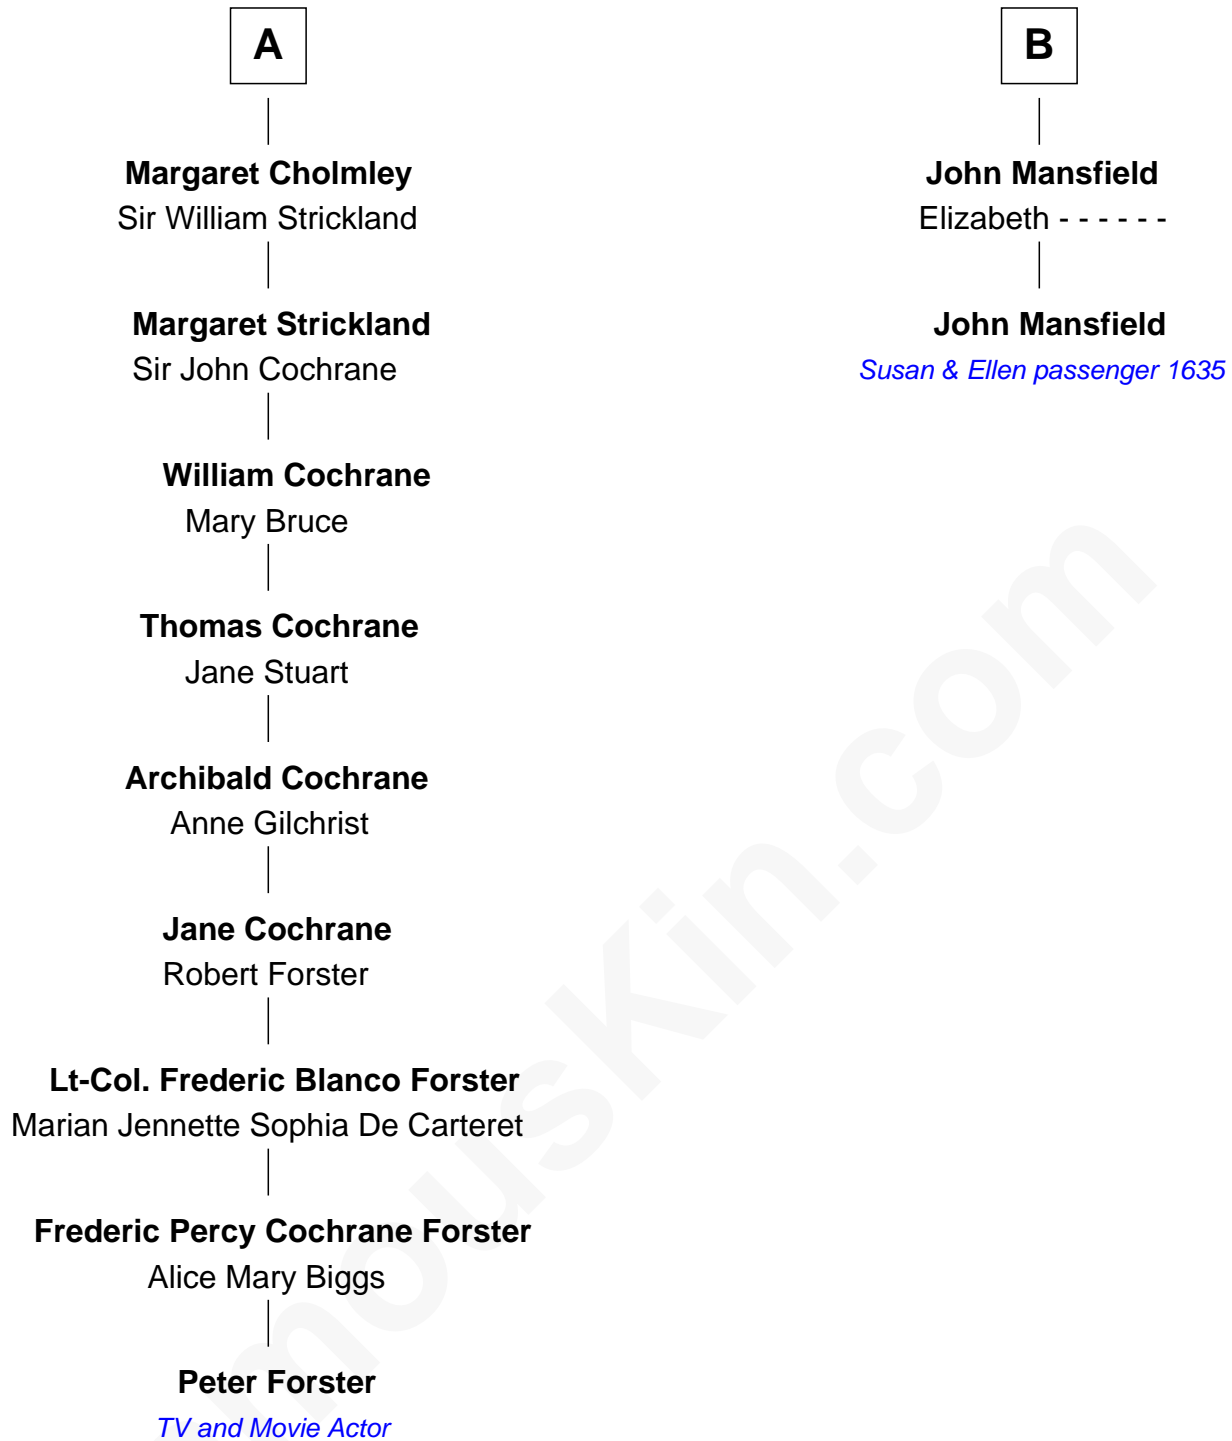 A
Margaret Cholmley
Sir William Strickland
Margaret Strickland
Sir John Cochrane
William Cochrane
Mary Bruce
Thomas Cochrane
Jane Stuart
Archibald Cochrane
Anne Gilchrist
Jane Cochrane
Robert Forster
Lt-Col. Frederic Blanco Forster
Marian Jennette Sophia De Carteret
Frederic Percy Cochrane Forster
Alice Mary Biggs
Peter Forster
TV and Movie Actor
B
John Mansfield
Elizabeth - - - - - -
John Mansfield
Susan & Ellen passenger 1635
mouskin.com